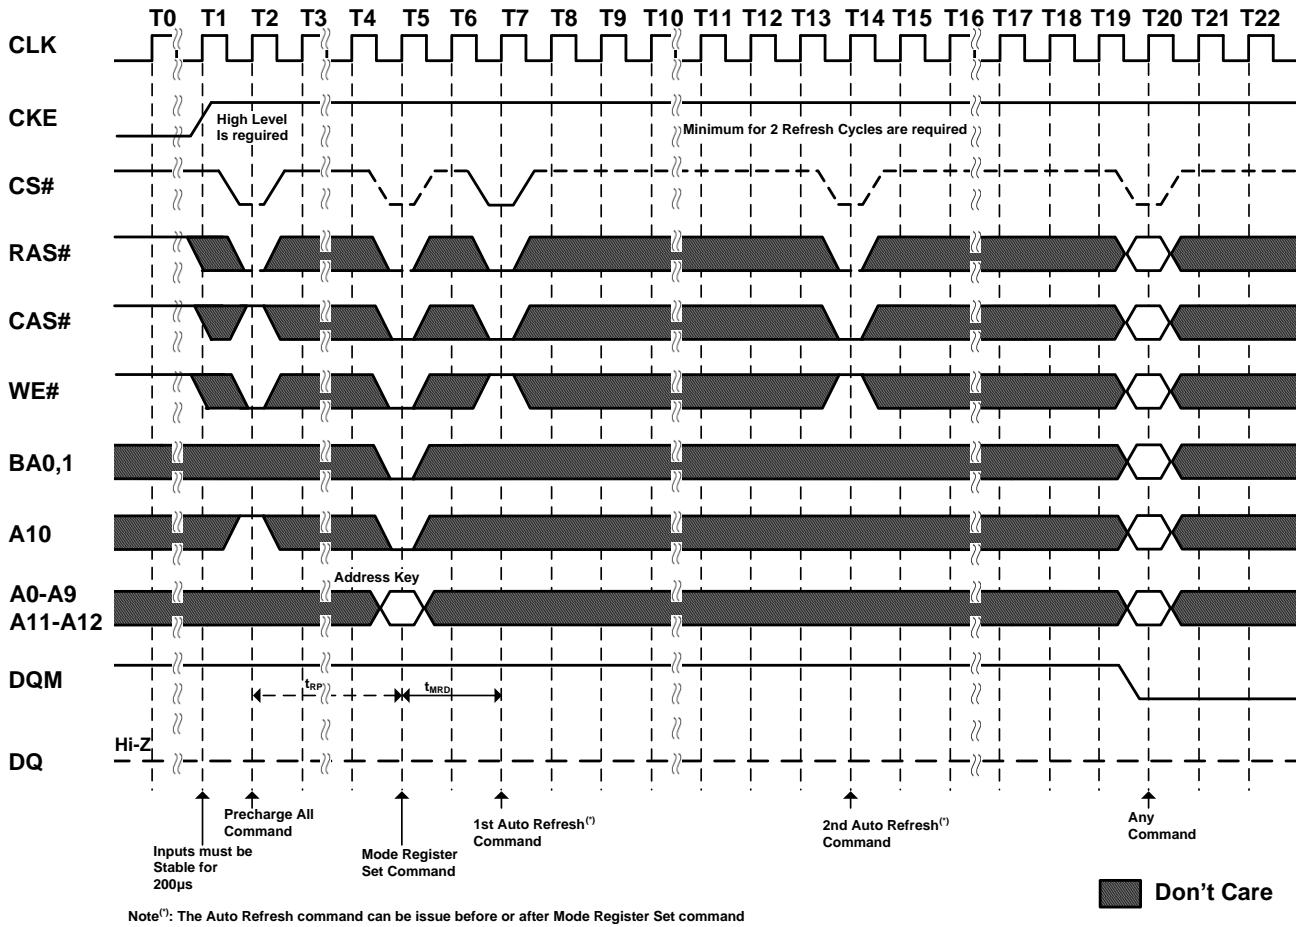 T0 T1 T2 T3 T4 T5 T6 T7 T8 T9 T10 T11 T12 T13 T14 T15 T16 T17 T18 T19 T20 T21 T22
CLK
CKE
High Level
Is reguired
Minimum for 2 Refresh Cycles are required
CS#
RAS#
CAS#
WE#
BA0,1
A10
Address Key
A0-A9
A11-A12
DQM
tRP
tMRD
Hi-Z
DQ
Precharge All
Command
Inputs must be
Stable for
200µs
Mode Register
Set Command
1st Auto Refresh(*)
Command
2nd Auto Refresh(*)
Command
Any
Command
Don't Care
Note(*): The Auto Refresh command can be issue before or after Mode Register Set command